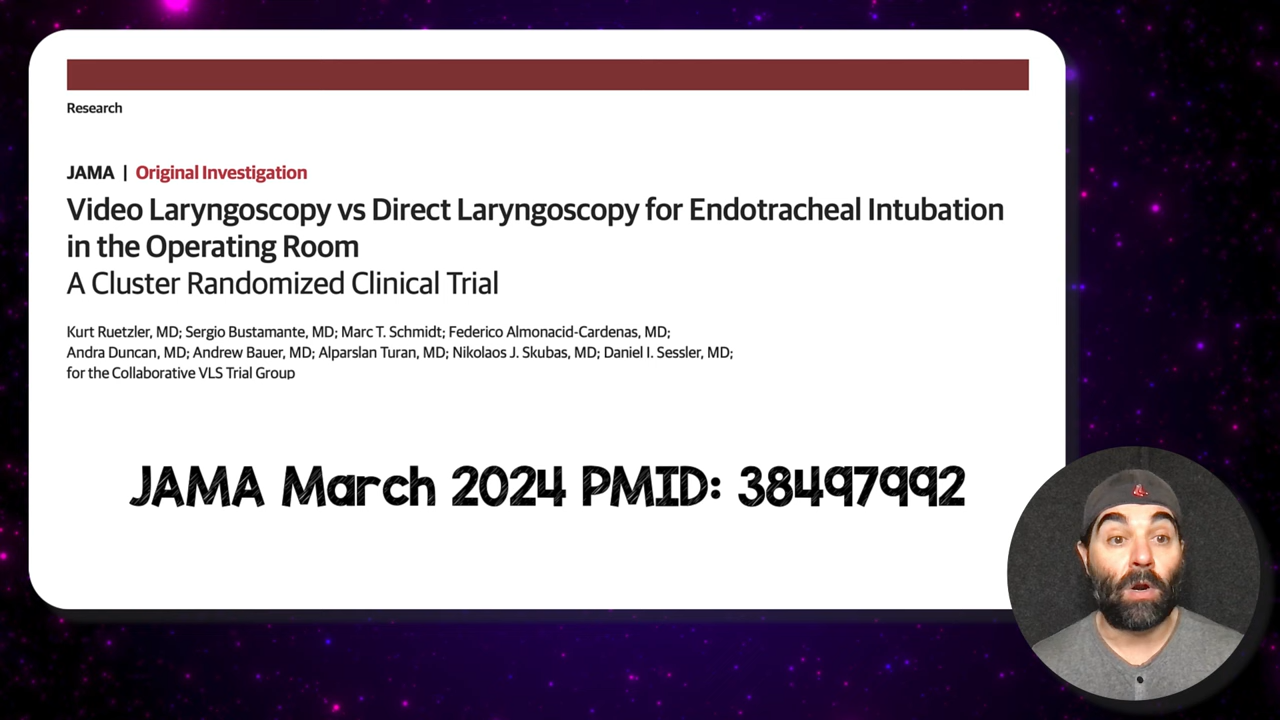 Research
JAMA | Original Investigation
Video Laryngoscopy vs Direct Laryngoscopy for Endotracheal Intubation
in the Operating Room
A Cluster Randomized Clinical Trial
Kurt Ruetzler, MD; Sergio Bustamante, MD; Marc T. Schmidt; Federico Almonacid-Cardenas, MD;
Andra Duncan, MD; Andrew Bauer, MD; Alparslan Turan, MD; Nikolaos J. Skubas, MD; Daniel I. Sessler, MD;
for the Collaborative VLS Trial Group
JAMA March 2024 PMID: 38497992